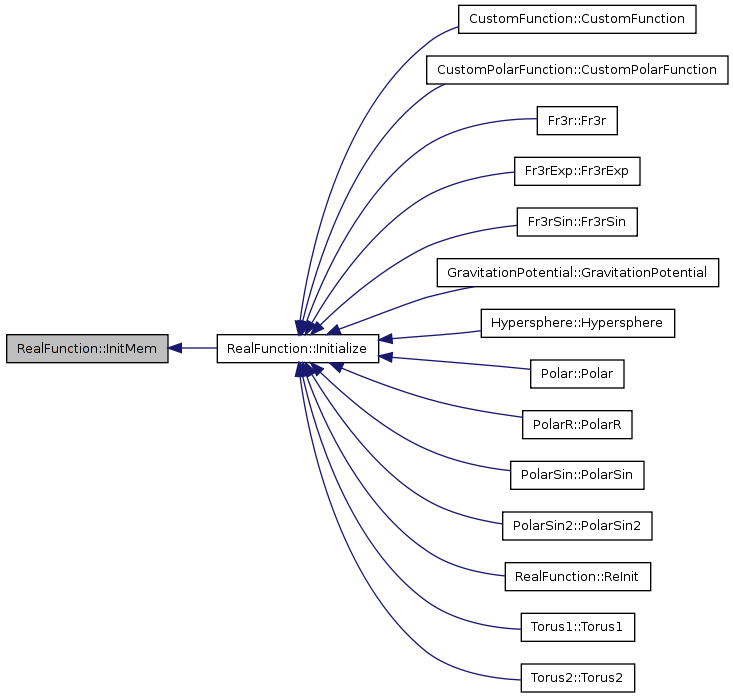 CustomFunction::CustomFunction
CustomPolarFunction::CustomPolarFunction
Fr3r::Fr3r
Fr3rExp::Fr3rExp
Fr3rSin::Fr3rSin
GravitationPotential::GravitationPotential
Hypersphere::Hypersphere
RealFunction::InitMem
RealFunction::Initialize
Polar::Polar
PolarR::PolarR
PolarSin::PolarSin
PolarSin2::PolarSin2
RealFunction::ReInit
Torus1::Torus1
Torus2::Torus2